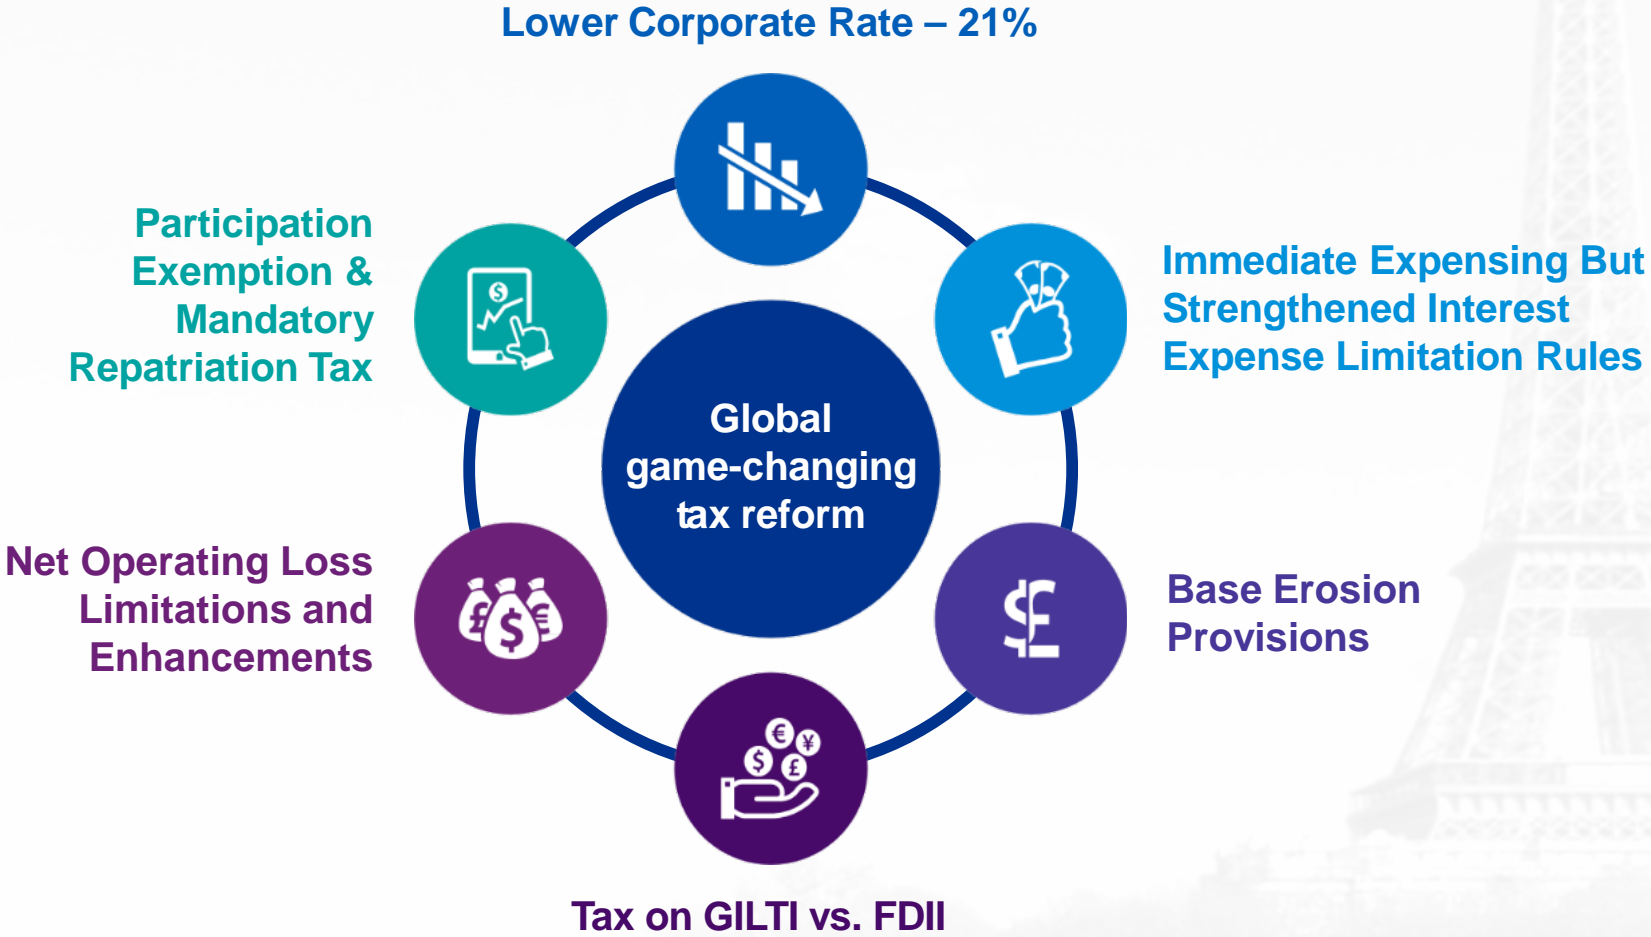 Lower Corporate Rate – 21%
Participation
Exemption &
Mandatory
Repatriation Tax
Immediate Expensing But
Strengthened Interest
Expense Limitation Rules
Global
game-changing
tax reform
Net Operating Loss
Limitations and
Enhancements
Base Erosion
Provisions
Tax on GILTI vs. FDII